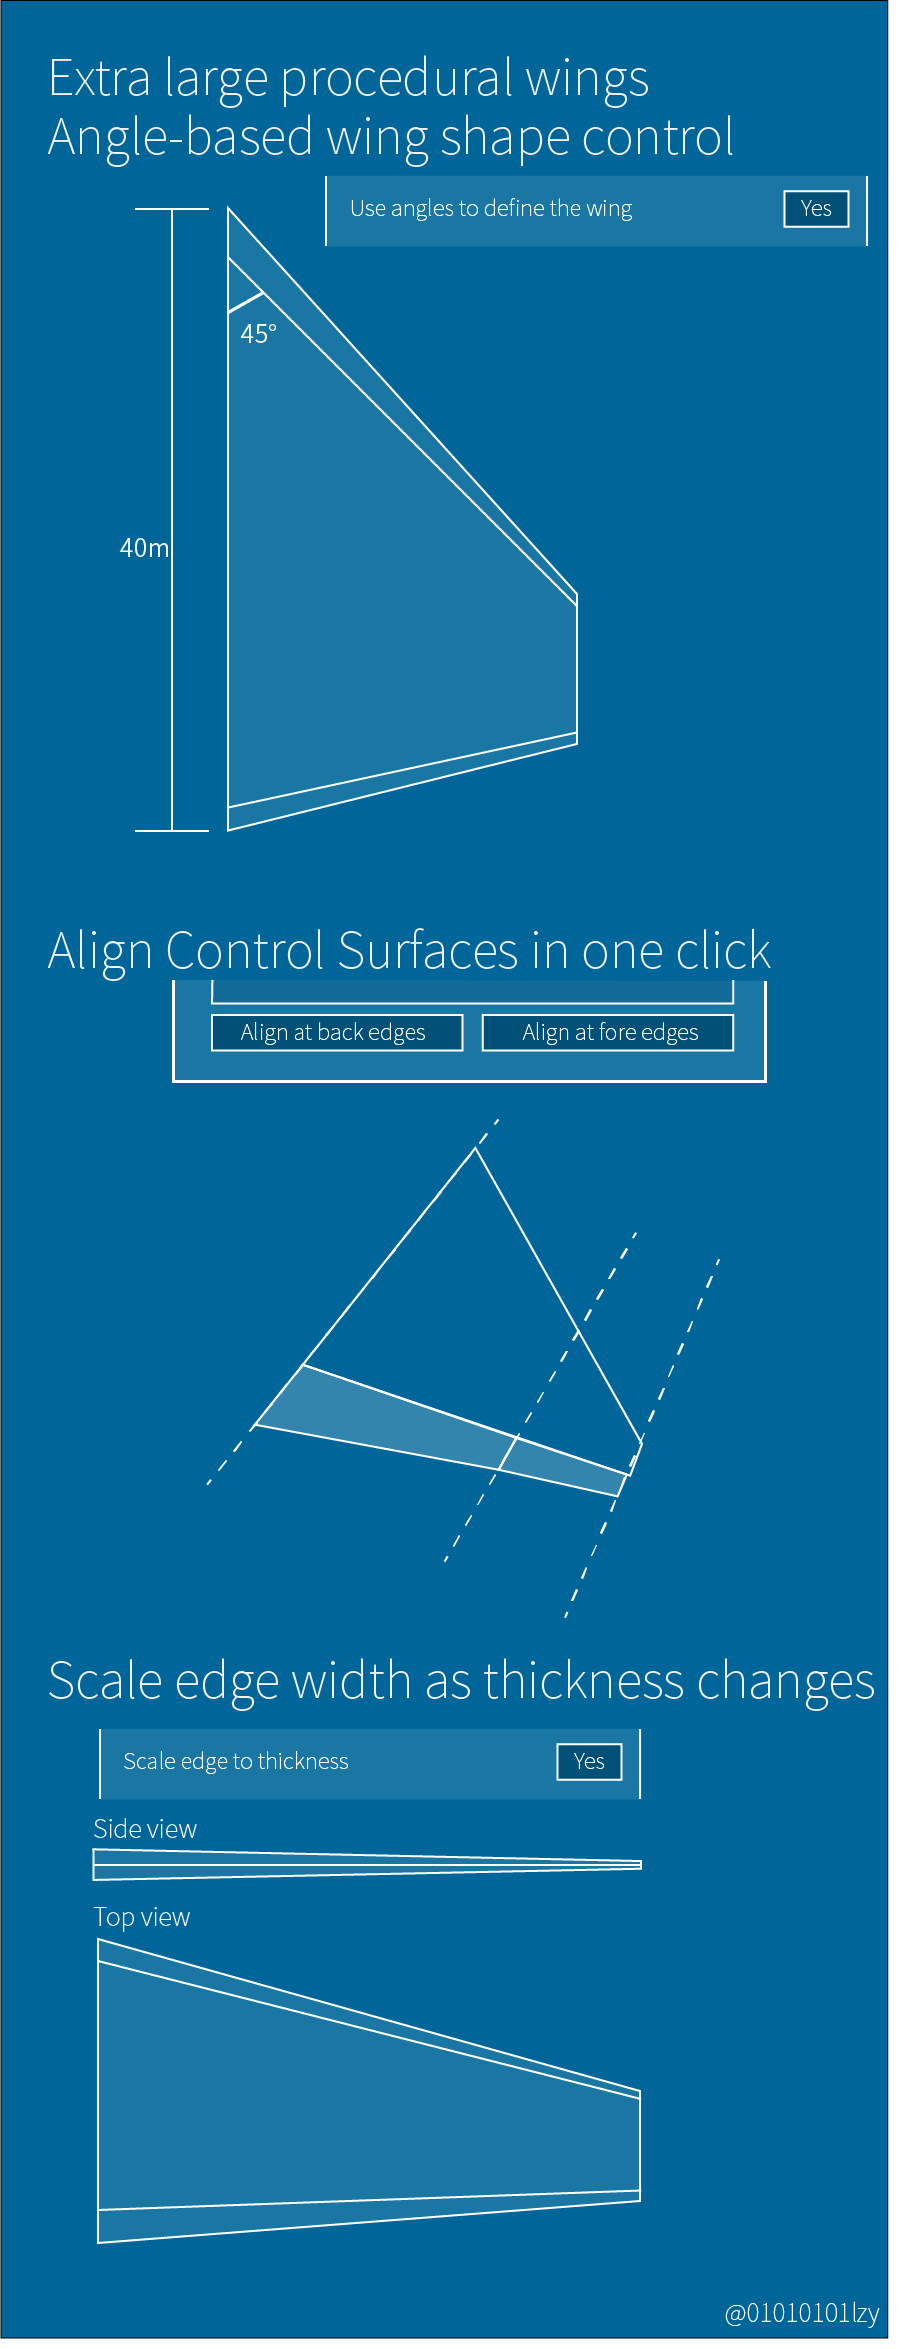 Extra large procedural wings
Angle-based wing shape control
Use angles to define the wing
Yes
45°
40m
Align Control Surfaces in one click
Align at back edges
Align at fore edges
Scale edge width as thickness changes
Scale edge to thickness
Yes
Side view
Top view
@01010101lzy